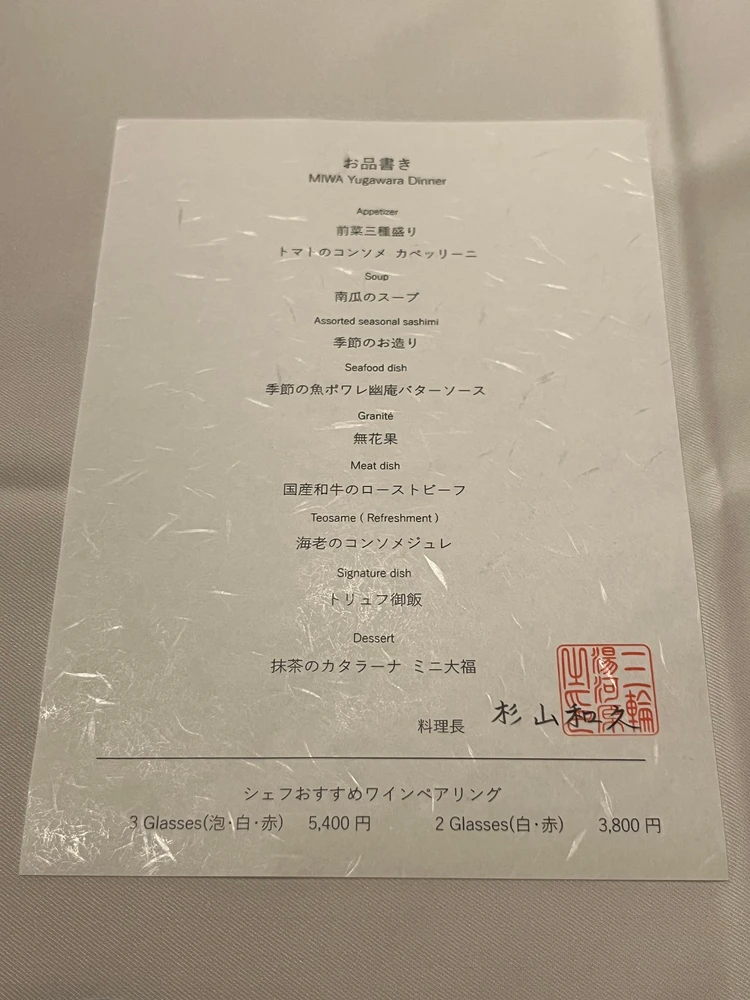 お品書き
MIWA Yugawara Dinner
Appetizer
前菜三種盛り
トマトのコンソメ カペッリーニ
Soup
南瓜のスープ
Assorted seasonal sashimi
季節のお造り
Seafood dish
季節の魚ポワレ幽庵バターソース
Granité
無花果
Meat dish
国産和牛のローストビーフ
Teosame ( Refreshment )
海老のコンソメジュレ
Signature dish
トリュフ御飯
Dessert
抹茶のカタラーナ ミニ大福
料理長 杉山和久
三輪
湯河原
シェフおすすめワインペアリング
3 Glasses(泡・白・赤) 5,400 円 2 Glasses(白・赤) 3,800 円